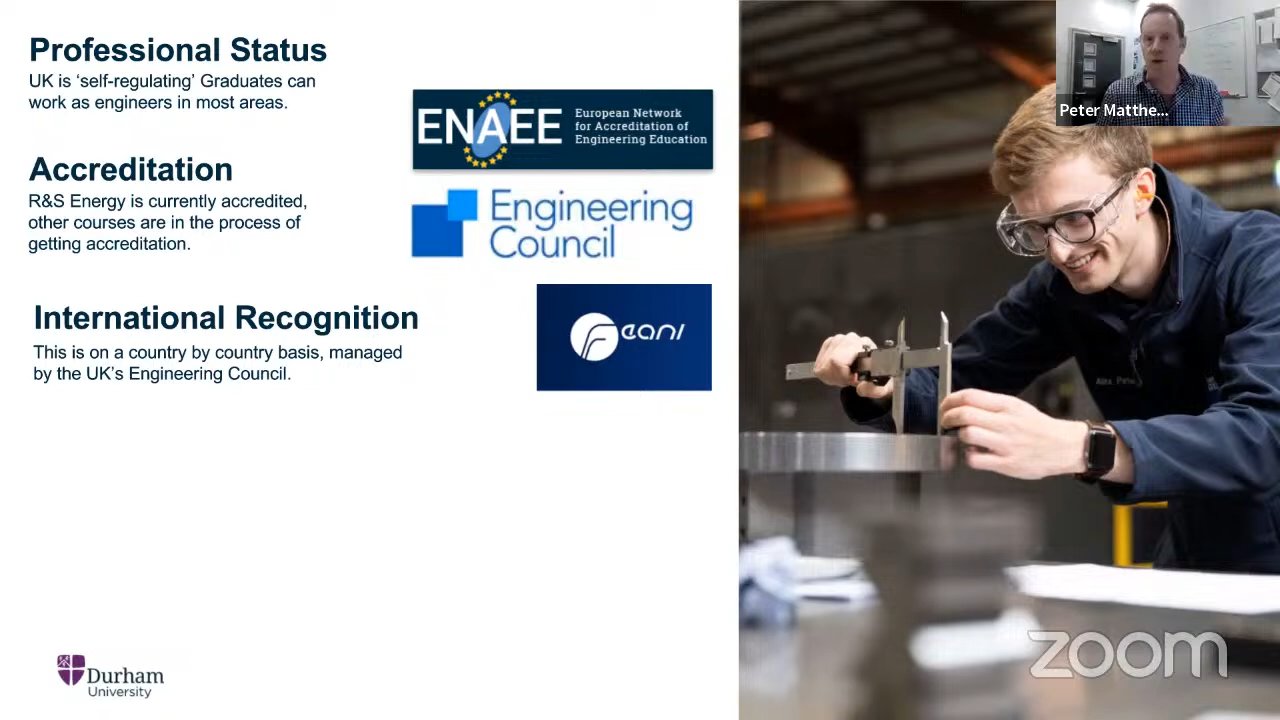 Professional Status
UK is ‘self-regulating’ Graduates can
work as engineers in most areas.
Accreditation
R&S Energy is currently accredited,
other courses are in the process of
getting accreditation.
International Recognition
This is on a country by country basis, managed
by the UK’s Engineering Council.
ENAEE
European Network
for Accreditation of
Engineering Education
Engineering
Council
Feani
Durham
University
Peter Matthe...
zoom